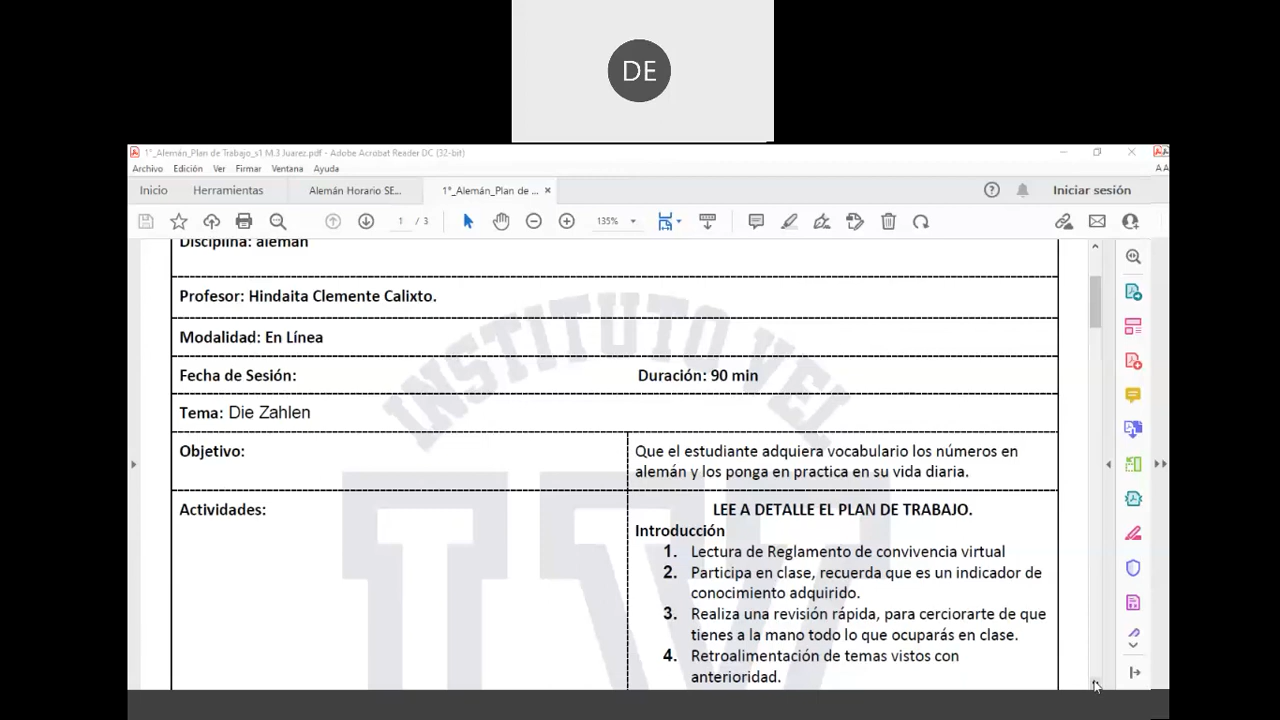 DE
1°_Alemán_Plan de Trabajo_s1 M.3 Juarez.pdf - Adobe Acrobat Reader DC (32-bit)
Archivo Edición Ver Firmar Ventana Ayuda
Inicio Herramientas Alemán Horario SE... 1°_Alemán_Plan de ... × Iniciar sesión
1 / 3 135%
Disciplina: alemán
Profesor: Hindaita Clemente Calixto.
Modalidad: En Línea
Fecha de Sesión: Duración: 90 min
Tema: Die Zahlen
Objetivo: Que el estudiante adquiera vocabulario los números en
alemán y los ponga en practica en su vida diaria.
Actividades: LEE A DETALLE EL PLAN DE TRABAJO.
Introducción
1. Lectura de Reglamento de convivencia virtual
2. Participa en clase, recuerda que es un indicador de
conocimiento adquirido.
3. Realiza una revisión rápida, para cerciorarte de que
tienes a la mano todo lo que ocuparás en clase.
4. Retroalimentación de temas vistos con
anterioridad.
INSTITUTO VEL